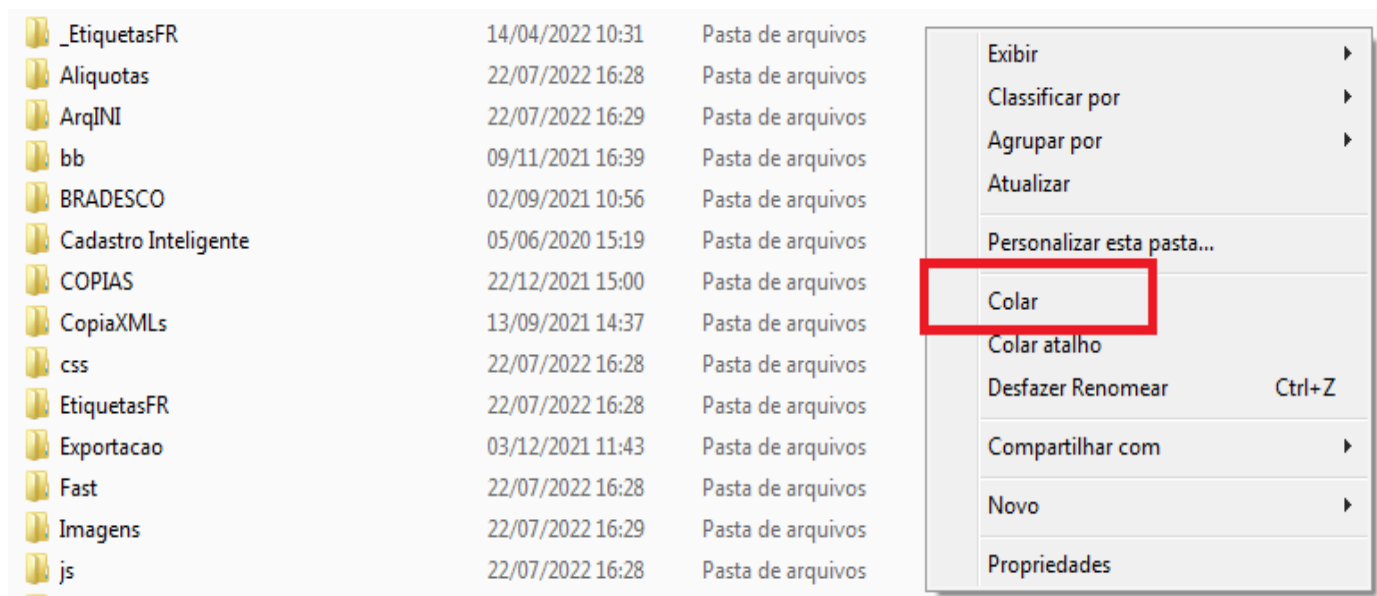 _EtiquetasFR 14/04/2022 10:31 Pasta de arquivos
Aliquotas 22/07/2022 16:28 Pasta de arquivos
ArqINI 22/07/2022 16:29 Pasta de arquivos
bb 09/11/2021 16:39 Pasta de arquivos
BRADESCO 02/09/2021 10:56 Pasta de arquivos
Cadastro Inteligente 05/06/2020 15:19 Pasta de arquivos
COPIAS 22/12/2021 15:00 Pasta de arquivos
CopiaXMLs 13/09/2021 14:37 Pasta de arquivos
css 22/07/2022 16:28 Pasta de arquivos
EtiquetasFR 22/07/2022 16:28 Pasta de arquivos
Exportacao 03/12/2021 11:43 Pasta de arquivos
Fast 22/07/2022 16:28 Pasta de arquivos
Imagens 22/07/2022 16:29 Pasta de arquivos
js 22/07/2022 16:28 Pasta de arquivos
Exibir
Classificar por
Agrupar por
Atualizar
Personalizar esta pasta...
Colar
Colar atalho
Desfazer Renomear Ctrl+Z
Compartilhar com
Novo
Propriedades